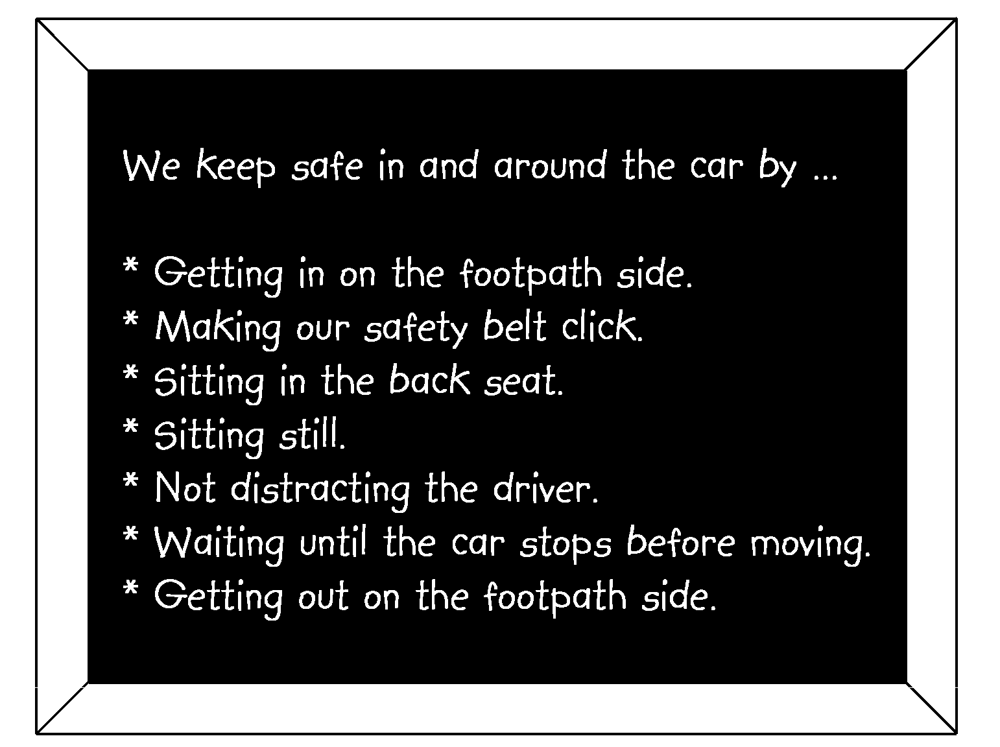 We keep safe in and around the car by ...
* Getting in on the footpath side.
* Making our safety belt click.
* Sitting in the back seat.
* Sitting still.
* Not distracting the driver.
* Waiting until the car stops before moving.
* Getting out on the footpath side.